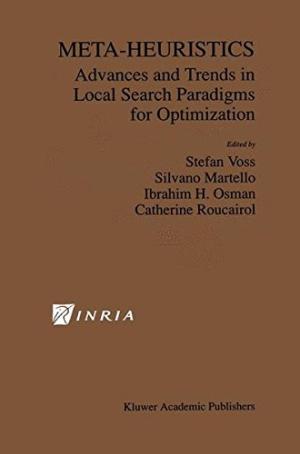 META-HEURISTICS
Advances and Trends in
Local Search Paradigms
for Optimization
Edited by
Stefan Voss
Silvano Martello
Ibrahim H. Osman
Catherine Roucairol
INRIA
Kluwer Academic Publishers